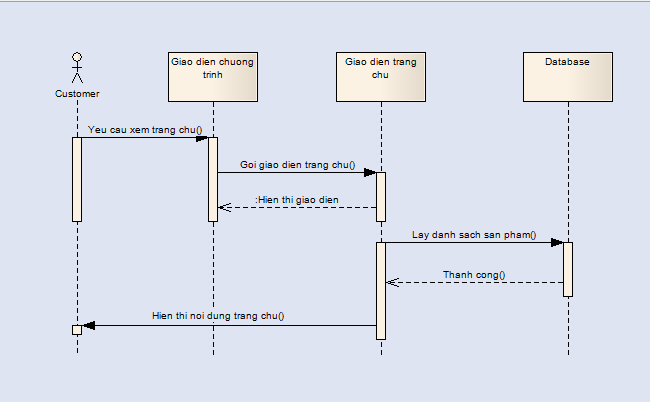 Giao dien chuong
trinh
Giao dien trang
chu
Database
Customer
Yeu cau xem trang chu()
Goi giao dien trang chu()
:Hien thi giao dien
Lay danh sach san pham()
Thanh cong()
Hien thi noi dung trang chu()